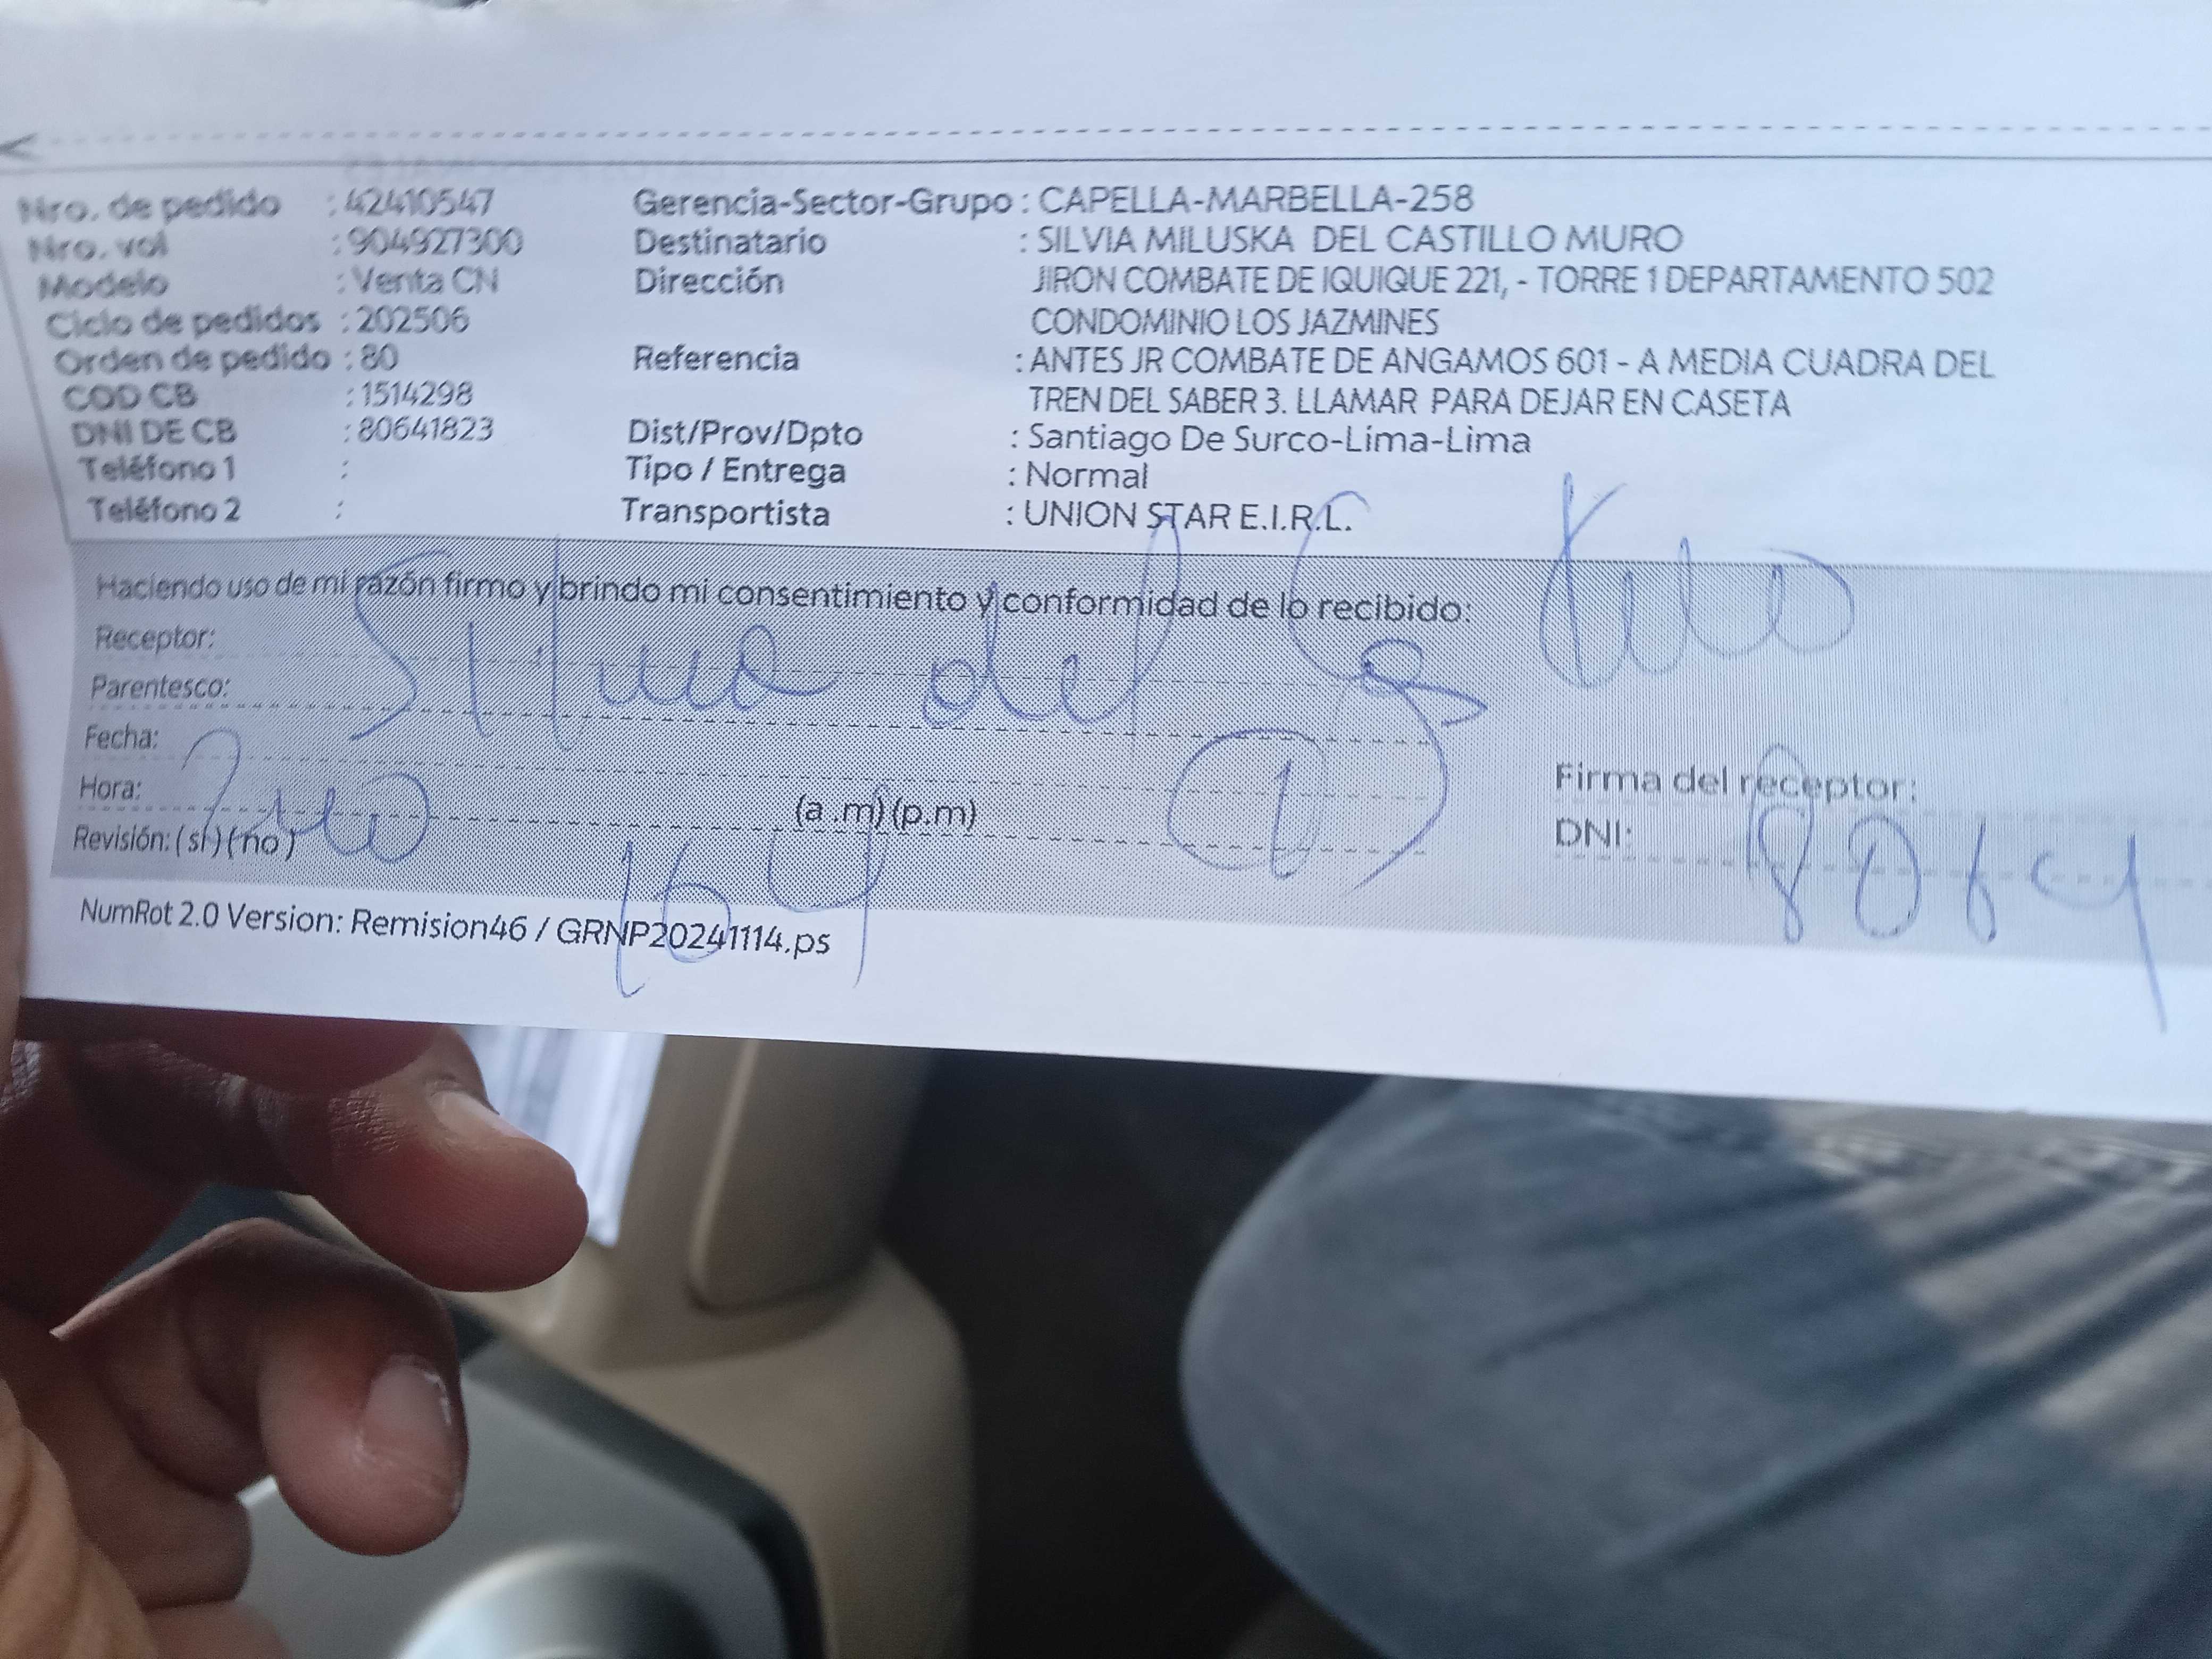 Nro. de pedido : 42410547 Gerencia-Sector-Grupo : CAPELLA-MARBELLA-258
Nro. vol : 904927300 Destinatario : SILVIA MILUSKA DEL CASTILLO MURO
Modelo : Venta CN Dirección JIRON COMBATE DE IQUIQUE 221, - TORRE 1 DEPARTAMENTO 502
Ciclo de pedidos : 202506 CONDOMINIO LOS JAZMINES
Orden de pedido : 80 Referencia : ANTES JR COMBATE DE ANGAMOS 601 - A MEDIA CUADRA DEL
COD CB : 1514298 TREN DEL SABER 3. LLAMAR PARA DEJAR EN CASETA
DNI DE CB : 80641823 Dist/Prov/Dpto : Santiago De Surco-Lima-Lima
Teléfono 1 : Tipo / Entrega : Normal
Teléfono 2 : Transportista : UNION STAR E.I.R.L.
Haciendo uso de mi razón firmo y brindo mi consentimiento y conformidad de lo recibido:
Receptor:
Parentesco: del
Fecha:
Hora: (a .m) (p.m) 1 Firma del receptor:
Revisión: (si) (no) DNI: 8064
164
NumRot 2.0 Version: Remision46 / GRNP20241114.ps